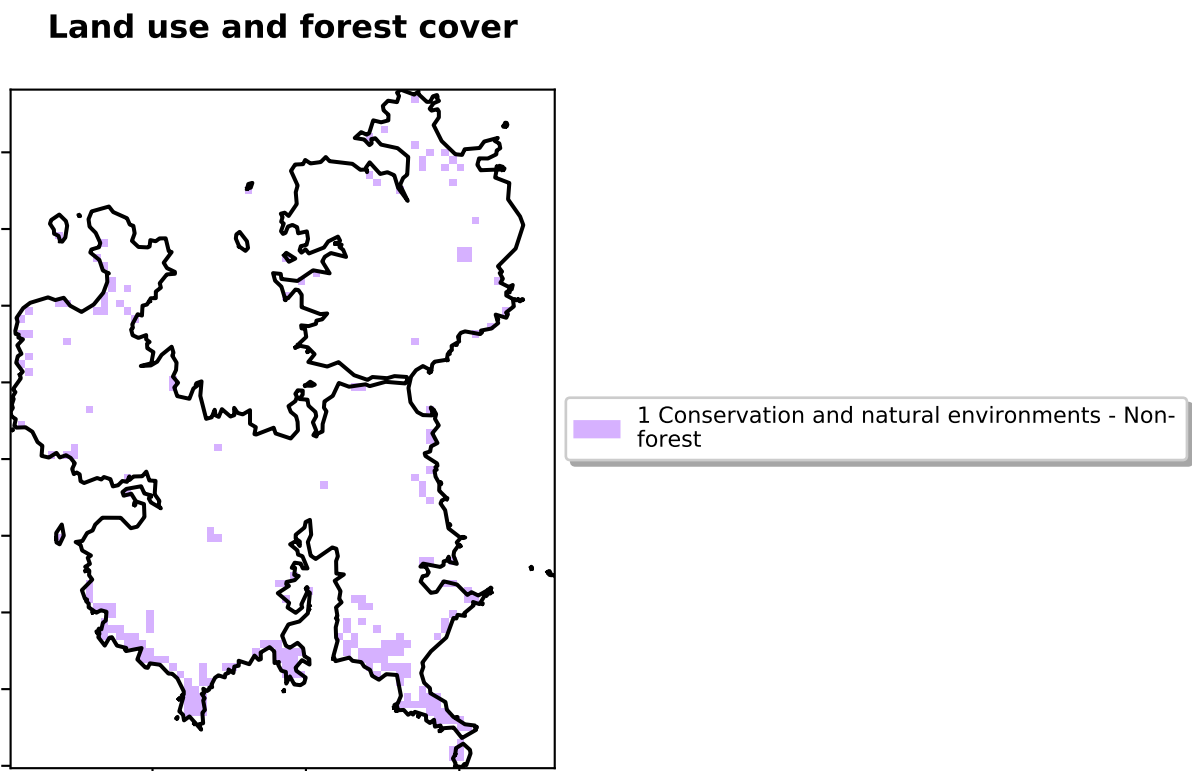 Land use and forest cover
1 Conservation and natural environments - Non-
forest